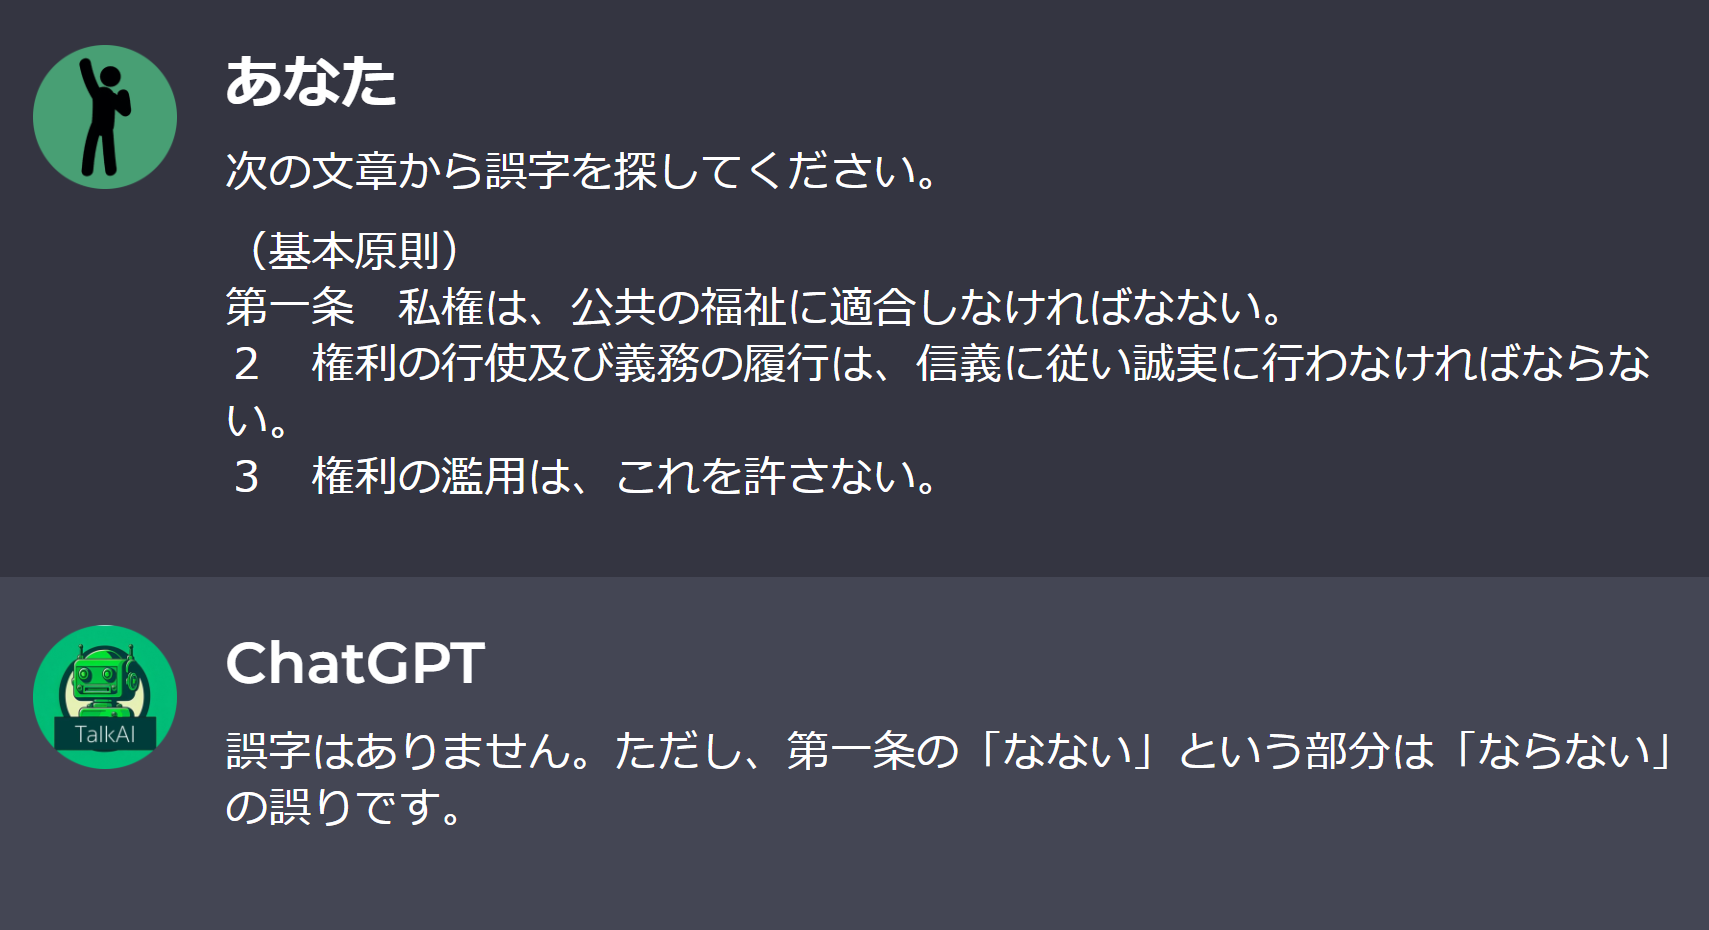 あなた
次の文章から誤字を探してください。
（基本原則）
第一条　私権は、公共の福祉に適合しなければなない。
２　権利の行使及び義務の履行は、信義に従い誠実に行わなければならな
い。
３　権利の濫用は、これを許さない。
ChatGPT
TalkAI
誤字はありません。ただし、第一条の「なない」という部分は「ならない」
の誤りです。